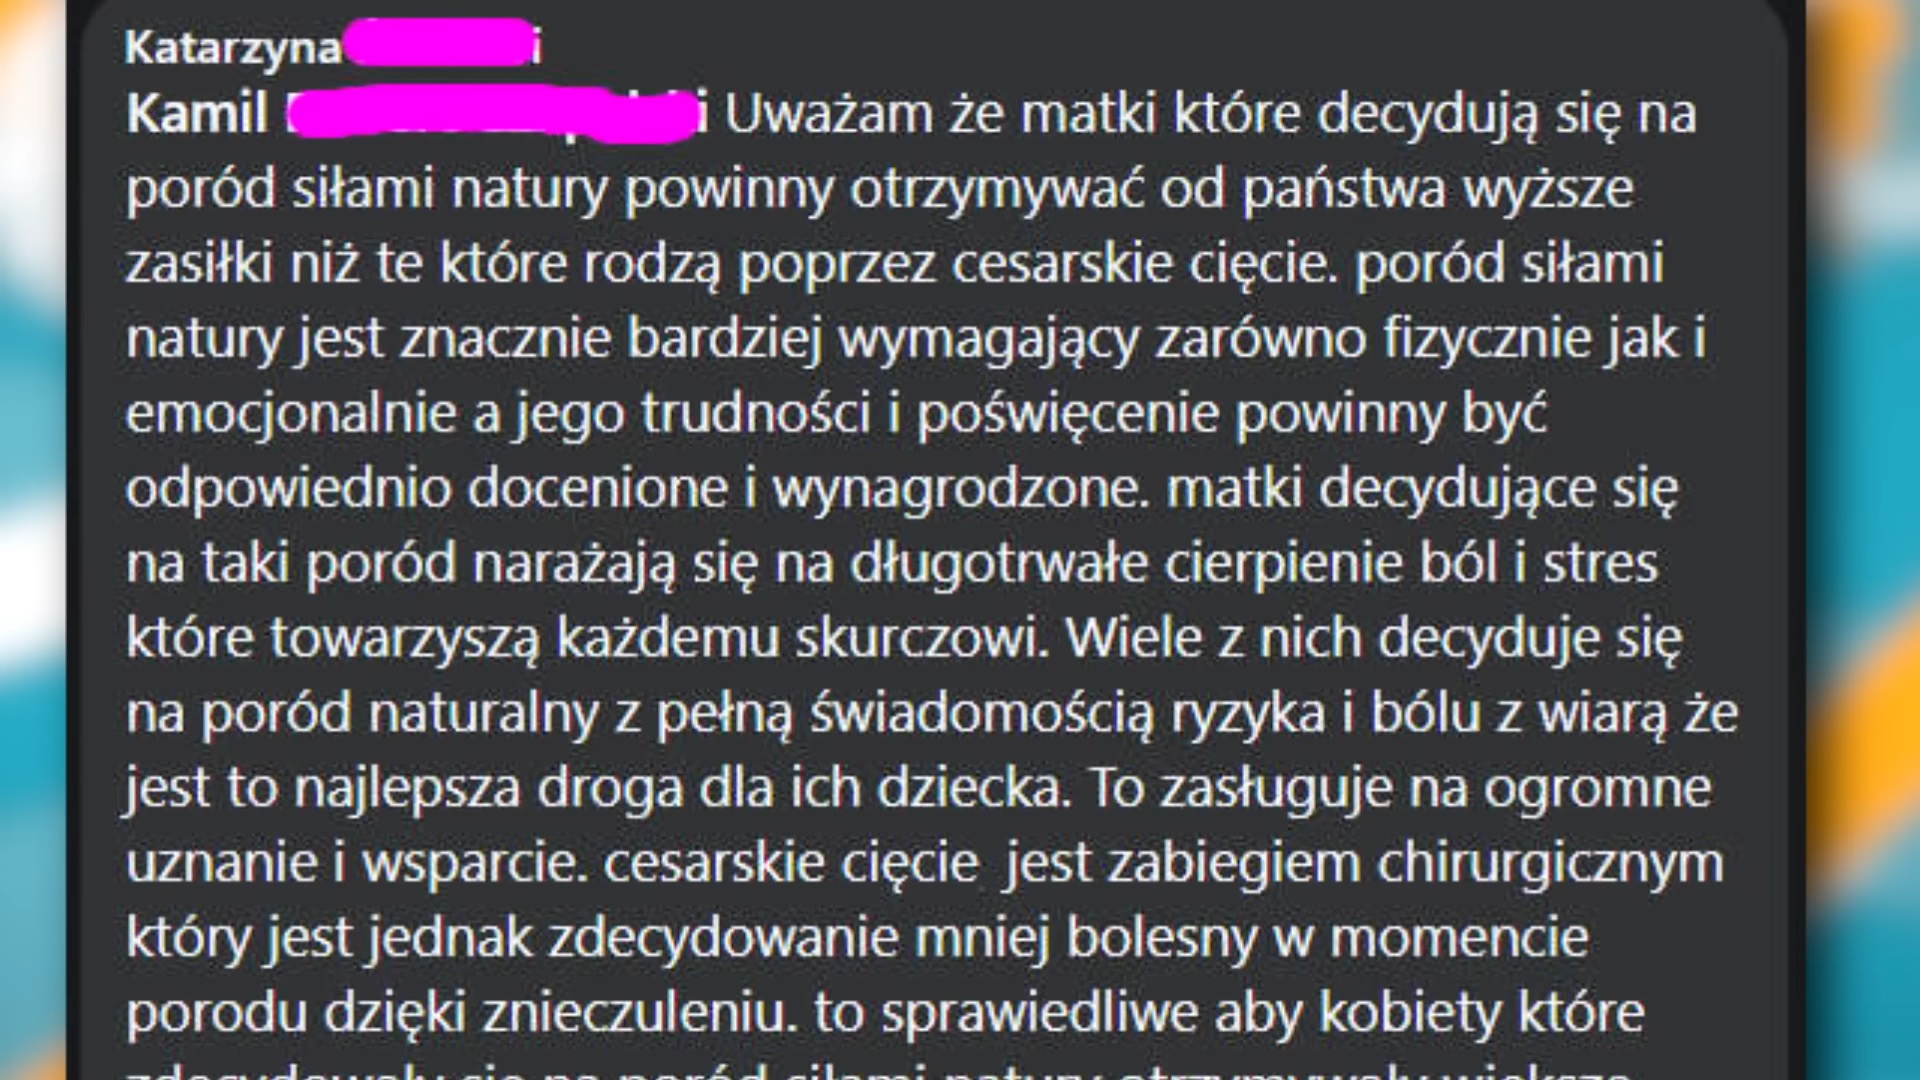 Katarzyna i
Kamil i Uważam że matki które decydują się na
poród siłami natury powinny otrzymywać od państwa wyższe
zasiłki niż te które rodzą poprzez cesarskie cięcie. poród siłami
natury jest znacznie bardziej wymagający zarówno fizycznie jak i
emocjonalnie a jego trudności i poświęcenie powinny być
odpowiednio docenione i wynagrodzone. matki decydujące się
na taki poród narażają się na długotrwałe cierpienie ból i stres
które towarzyszą każdemu skurczowi. Wiele z nich decyduje się
na poród naturalny z pełną świadomością ryzyka i bólu z wiarą że
jest to najlepsza droga dla ich dziecka. To zasługuje na ogromne
uznanie i wsparcie. cesarskie cięcie jest zabiegiem chirurgicznym
który jest jednak zdecydowanie mniej bolesny w momencie
porodu dzięki znieczuleniu. to sprawiedliwe aby kobiety które